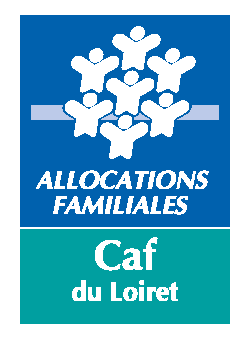 ALLOCATIONS
FAMILIALES
Caf
du Loiret